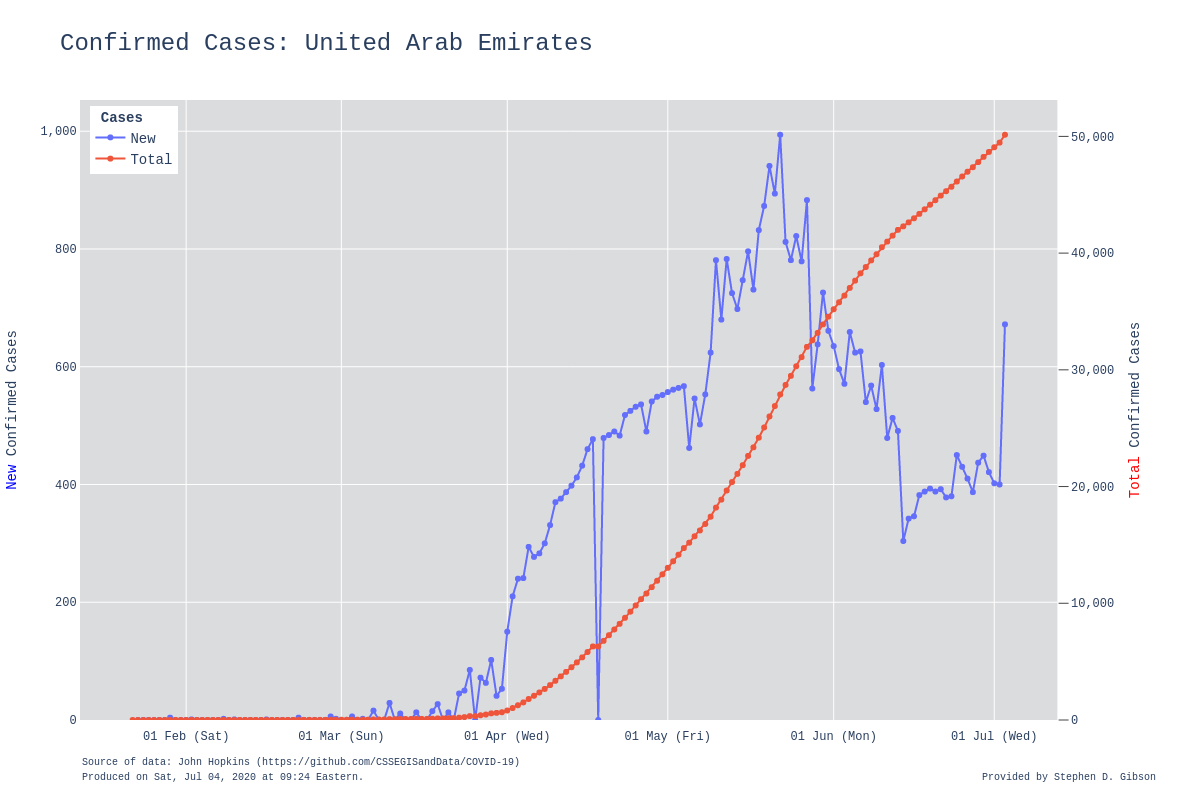 Confirmed Cases: United Arab Emirates
Cases
New
Total
1,000
800
600
400
200
0
50,000
40,000
30,000
20,000
10,000
0
New Confirmed Cases
Total Confirmed Cases
01 Feb (Sat)
01 Mar (Sun)
01 Apr (Wed)
01 May (Fri)
01 Jun (Mon)
01 Jul (Wed)
Source of data: John Hopkins (https://github.com/CSSEGISandData/COVID-19)
Produced on Sat, Jul 04, 2020 at 09:24 Eastern.
Provided by Stephen D. Gibson